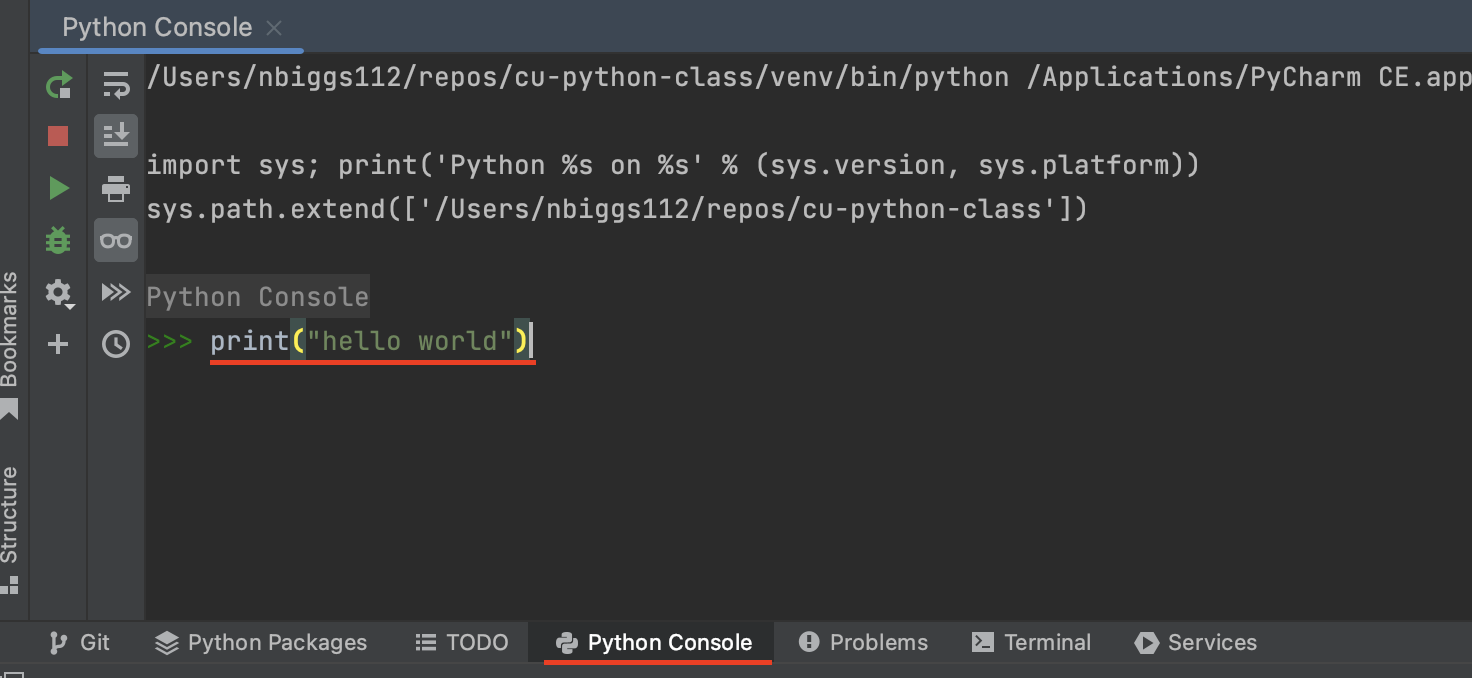 Python Console
/Users/nbiggs112/repos/cu-python-class/venv/bin/python /Applications/PyCharm CE.app
import sys; print('Python %s on %s' % (sys.version, sys.platform))
sys.path.extend(['/Users/nbiggs112/repos/cu-python-class'])
Python Console
>>> print("hello world")
Bookmarks
Structure
Git Python Packages TODO Python Console Problems Terminal Services